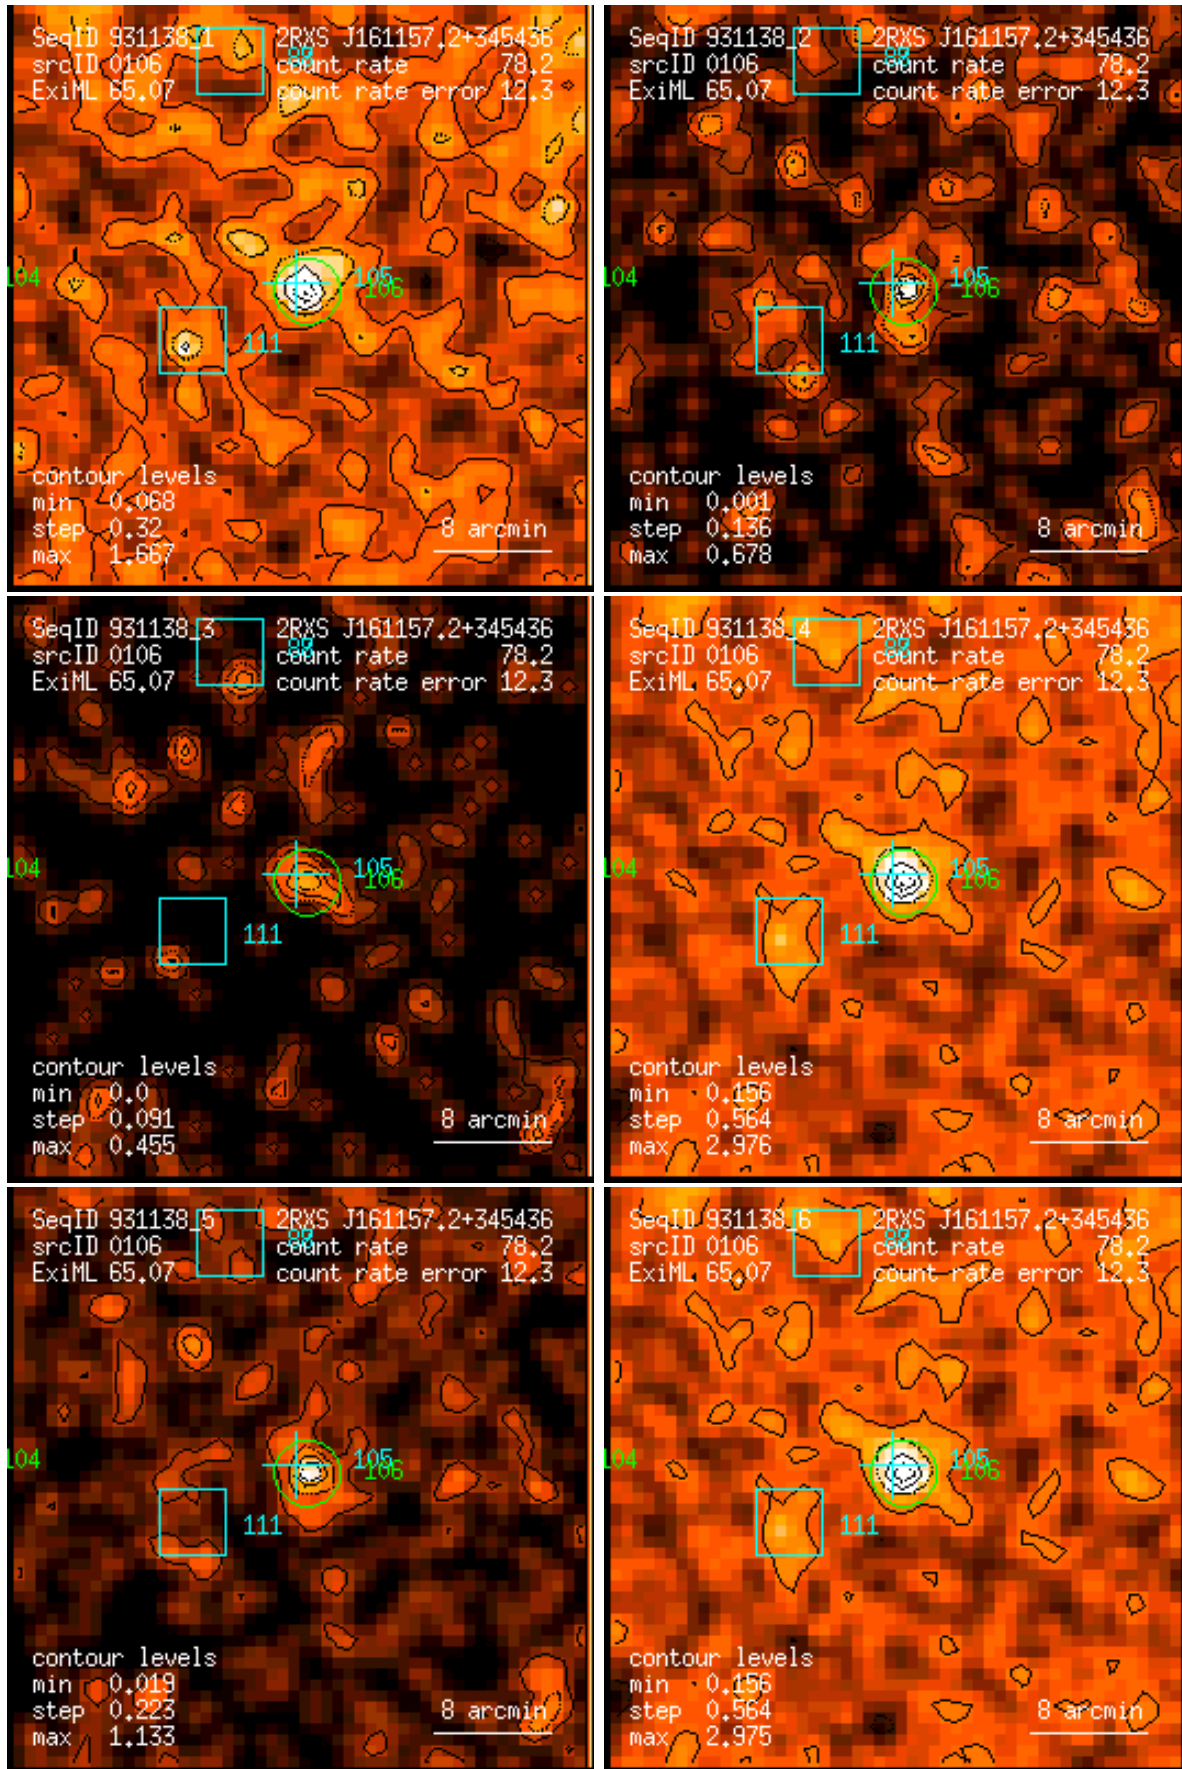 SeqID 931138_1 2RXS J161157.2+345436
srcID 0106 count rate 78.2
ExiML 65.07 count rate error 12.3
104 105
106
111
contour levels
min 0.068
step 0.32 8 arcmin
max 1.667
SeqID 931138_2 2RXS J161157.2+345436
srcID 0106 count rate 78.2
ExiML 65.07 count rate error 12.3
104 105
106
111
contour levels
min 0.001
step 0.136 8 arcmin
max 0.678
SeqID 931138_3 2RXS J161157.2+345436
srcID 0106 count rate 78.2
ExiML 65.07 count rate error 12.3
104 105
106
111
contour levels
min 0.0
step 0.091 8 arcmin
max 0.455
SeqID 931138_4 2RXS J161157.2+345436
srcID 0106 count rate 78.2
ExiML 65.07 count rate error 12.3
104 105
106
111
contour levels
min 0.156
step 0.564 8 arcmin
max 2.976
SeqID 931138_5 2RXS J161157.2+345436
srcID 0106 count rate 78.2
ExiML 65.07 count rate error 12.3
104 105
106
111
contour levels
min 0.019
step 0.223 8 arcmin
max 1.133
SeqID 931138_6 2RXS J161157.2+345436
srcID 0106 count rate 78.2
ExiML 65.07 count rate error 12.3
104 105
106
111
contour levels
min 0.156
step 0.564 8 arcmin
max 2.975